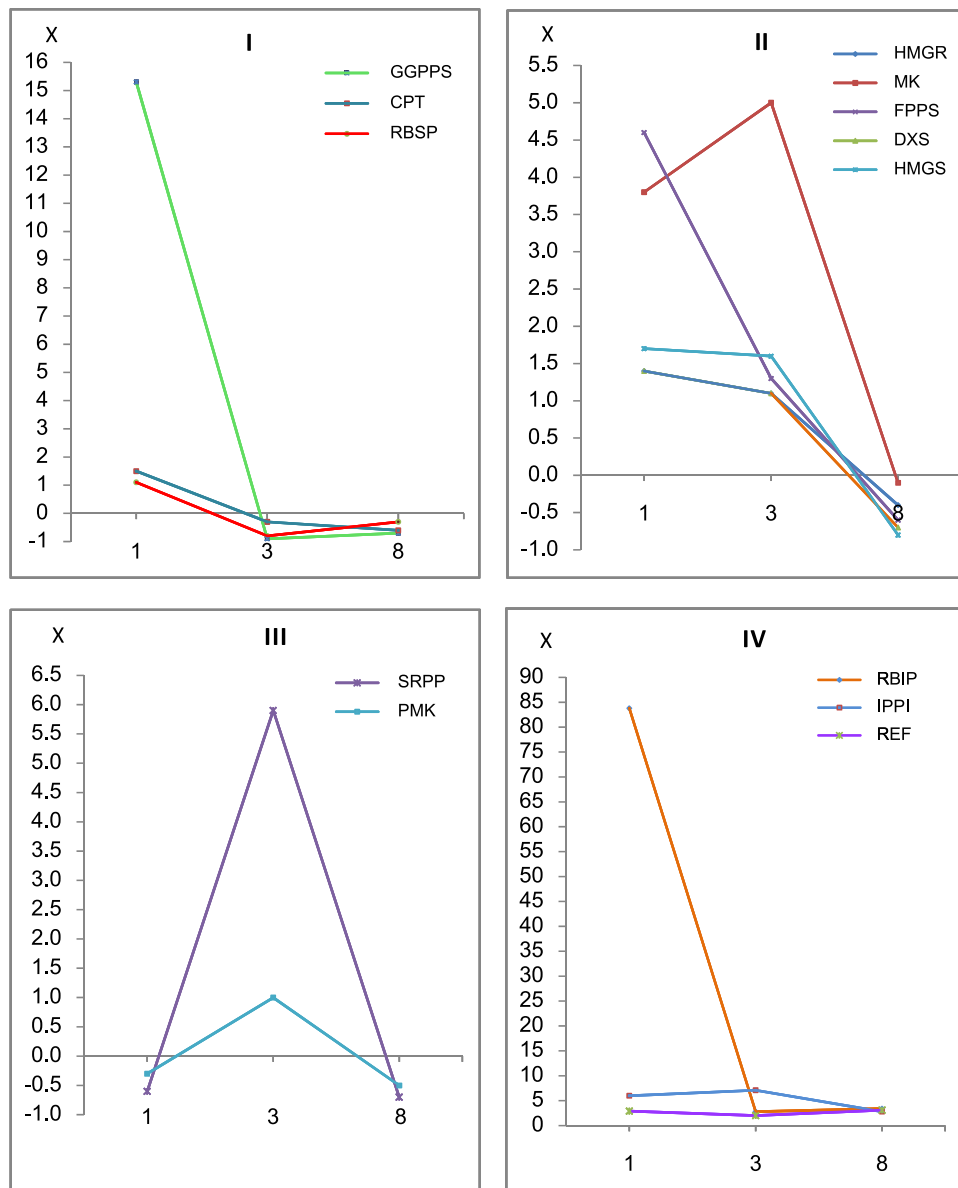 X
I
16
15
14
13
12
11
10
9
8
7
6
5
4
3
2
1
0
-1
1 3 8
GGPPS
CPT
RBSP
X
II
5.5
5.0
4.5
4.0
3.5
3.0
2.5
2.0
1.5
1.0
0.5
0.0
-0.5
-1.0
1 3 8
HMGR
MK
FPPS
DXS
HMGS
X
III
6.5
6.0
5.5
5.0
4.5
4.0
3.5
3.0
2.5
2.0
1.5
1.0
0.5
0.0
-0.5
-1.0
1 3 8
SRPP
PMK
X
IV
90
85
80
75
70
65
60
55
50
45
40
35
30
25
20
15
10
5
0
1 3 8
RBIP
IPPI
REF